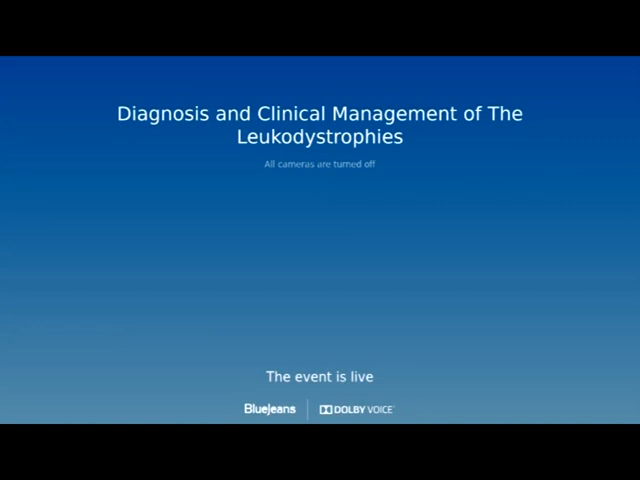 Diagnosis and Clinical Management of The
Leukodystrophies
All cameras are turned off
The event is live
BlueJeans | DOLBY VOICE